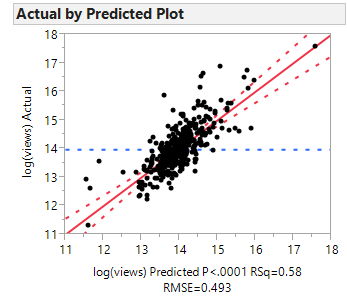 Actual by Predicted Plot
18
17
16
15
14
13
12
11
log(views) Actual
11 12 13 14 15 16 17 18
log(views) Predicted P<.0001 RSq=0.58
RMSE=0.493